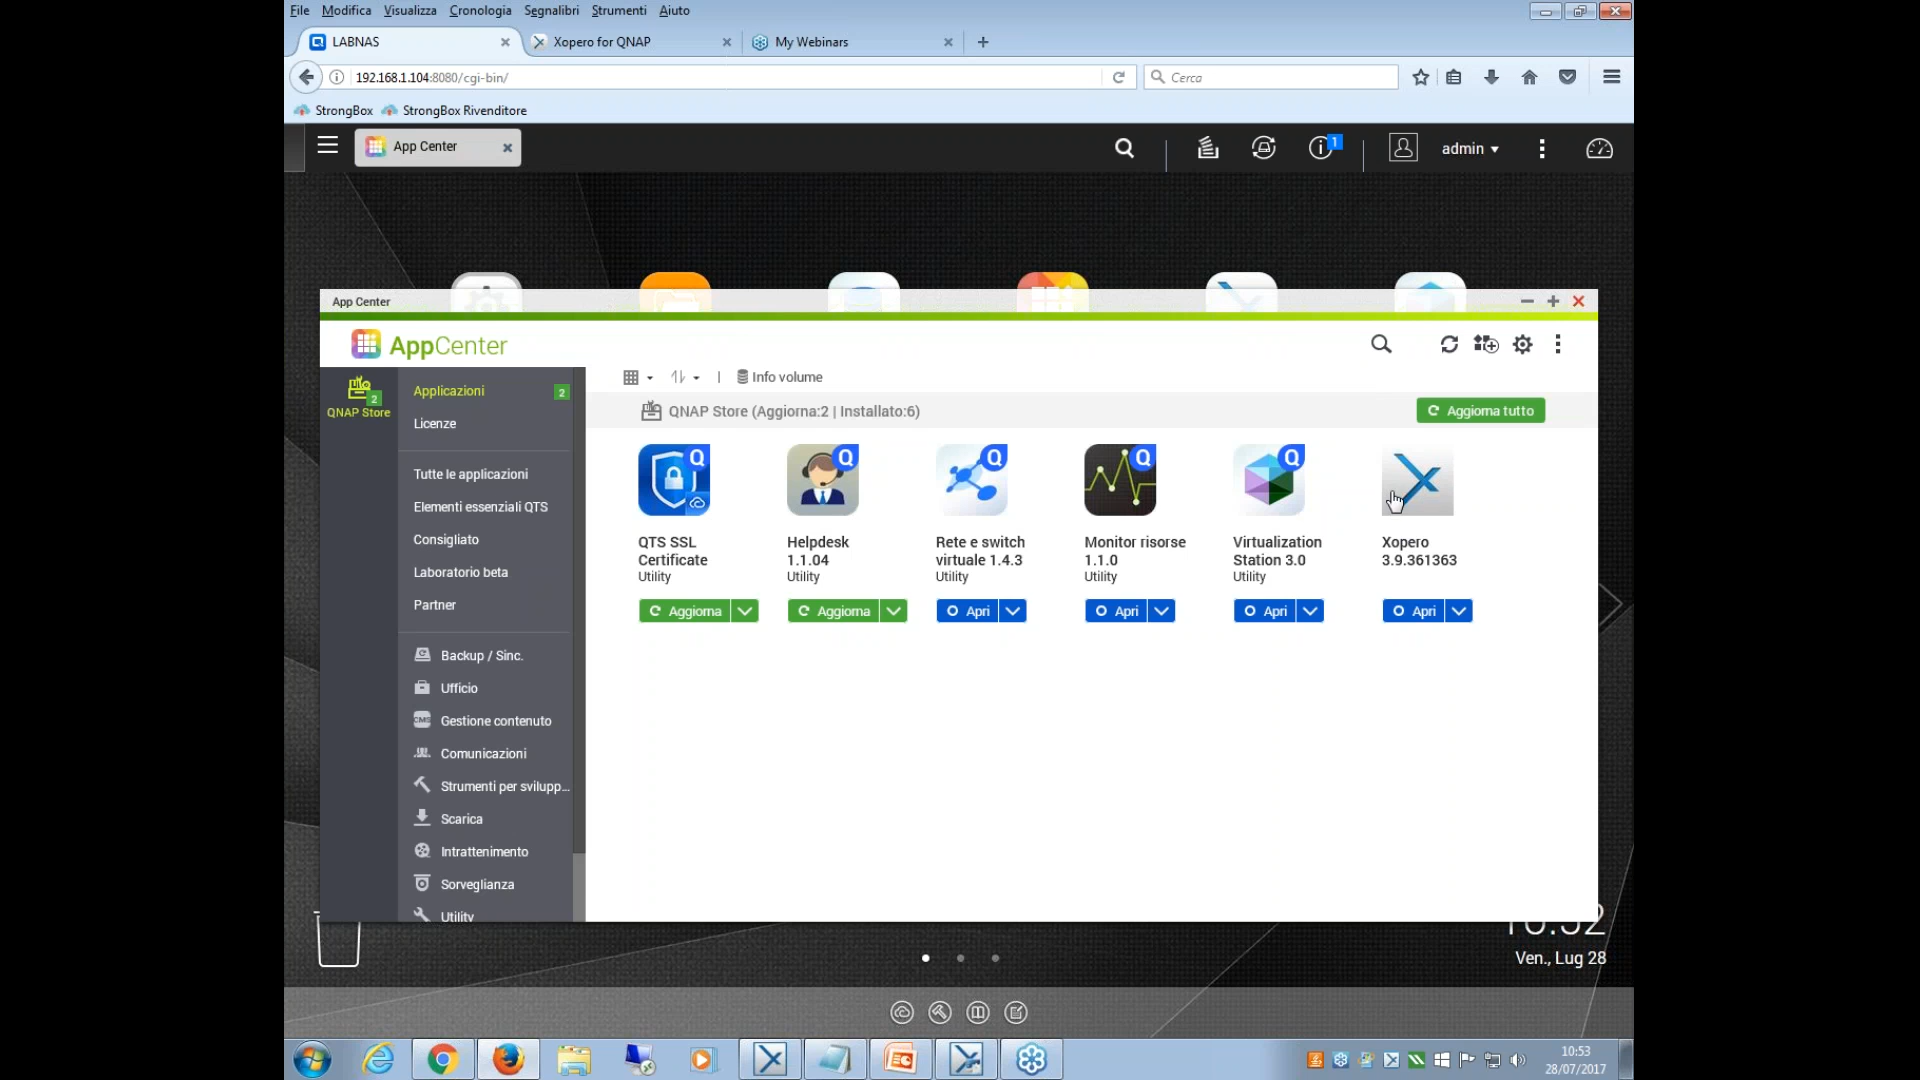 File Modifica Visualizza Cronologia Segnalibri Strumenti Aiuto
LABNAS Xopero for QNAP My Webinars
192.168.1.104:8080/cgi-bin/ Cerca
StrongBox StrongBox Rivenditore
App Center 1 admin
App Center
AppCenter
QNAP Store 2
Applicazioni 2
Licenze
Tutte le applicazioni
Elementi essenziali QTS
Consigliato
Laboratorio beta
Partner
Backup / Sinc.
Ufficio
CMS Gestione contenuto
Comunicazioni
Strumenti per svilupp...
Scarica
Intrattenimento
Sorveglianza
Utility
Info volume
QNAP Store (Aggiorna:2 | Installato:6) Aggiorna tutto
QTS SSL Certificate
Utility
Aggiorna
Helpdesk 1.1.04
Utility
Aggiorna
Rete e switch virtuale 1.4.3
Utility
Apri
Monitor risorse 1.1.0
Utility
Apri
Virtualization Station 3.0
Utility
Apri
Xopero 3.9.361363
Apri
Ven., Lug 28
10:53
28/07/2017